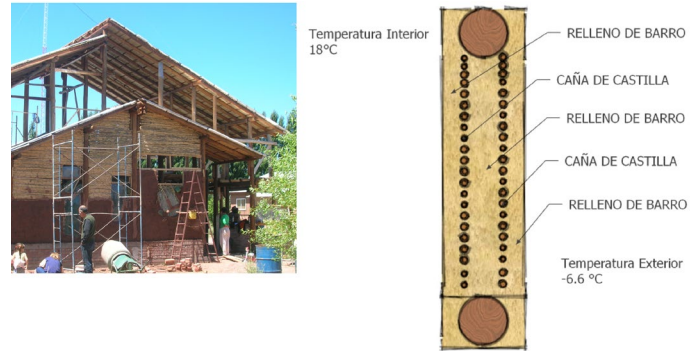 Temperatura Interior
18°C
RELLENO DE BARRO
CAÑA DE CASTILLA
RELLENO DE BARRO
CAÑA DE CASTILLA
RELLENO DE BARRO
Temperatura Exterior
-6.6 °C